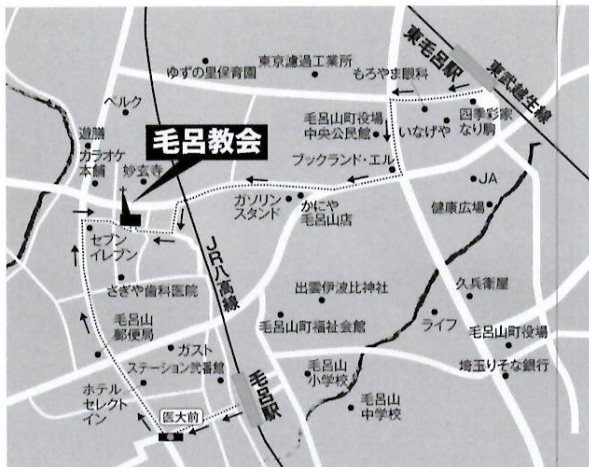 ゆずの里保育園
東京濾過工業所
もろやま眼科
東毛呂駅
東武越生線
ベルク
毛呂山町役場
中央公民館
いなげや
四季彩家
なり駒
遊膳
カラオケ
本舗
妙玄寺
毛呂教会
ブックランド・エル
JA
ガソリン
スタンド
かにや
毛呂山店
健康広場
セブン
イレブン
JR八高線
さぎや歯科医院
出雲伊波比神社
久兵衛屋
毛呂山
郵便局
毛呂山町福祉会館
ライフ
毛呂山町役場
ガスト
ステーション弐番館
毛呂山
小学校
埼玉りそな銀行
ホテル
セレクト
イン
毛呂駅
毛呂山
中学校
医大前